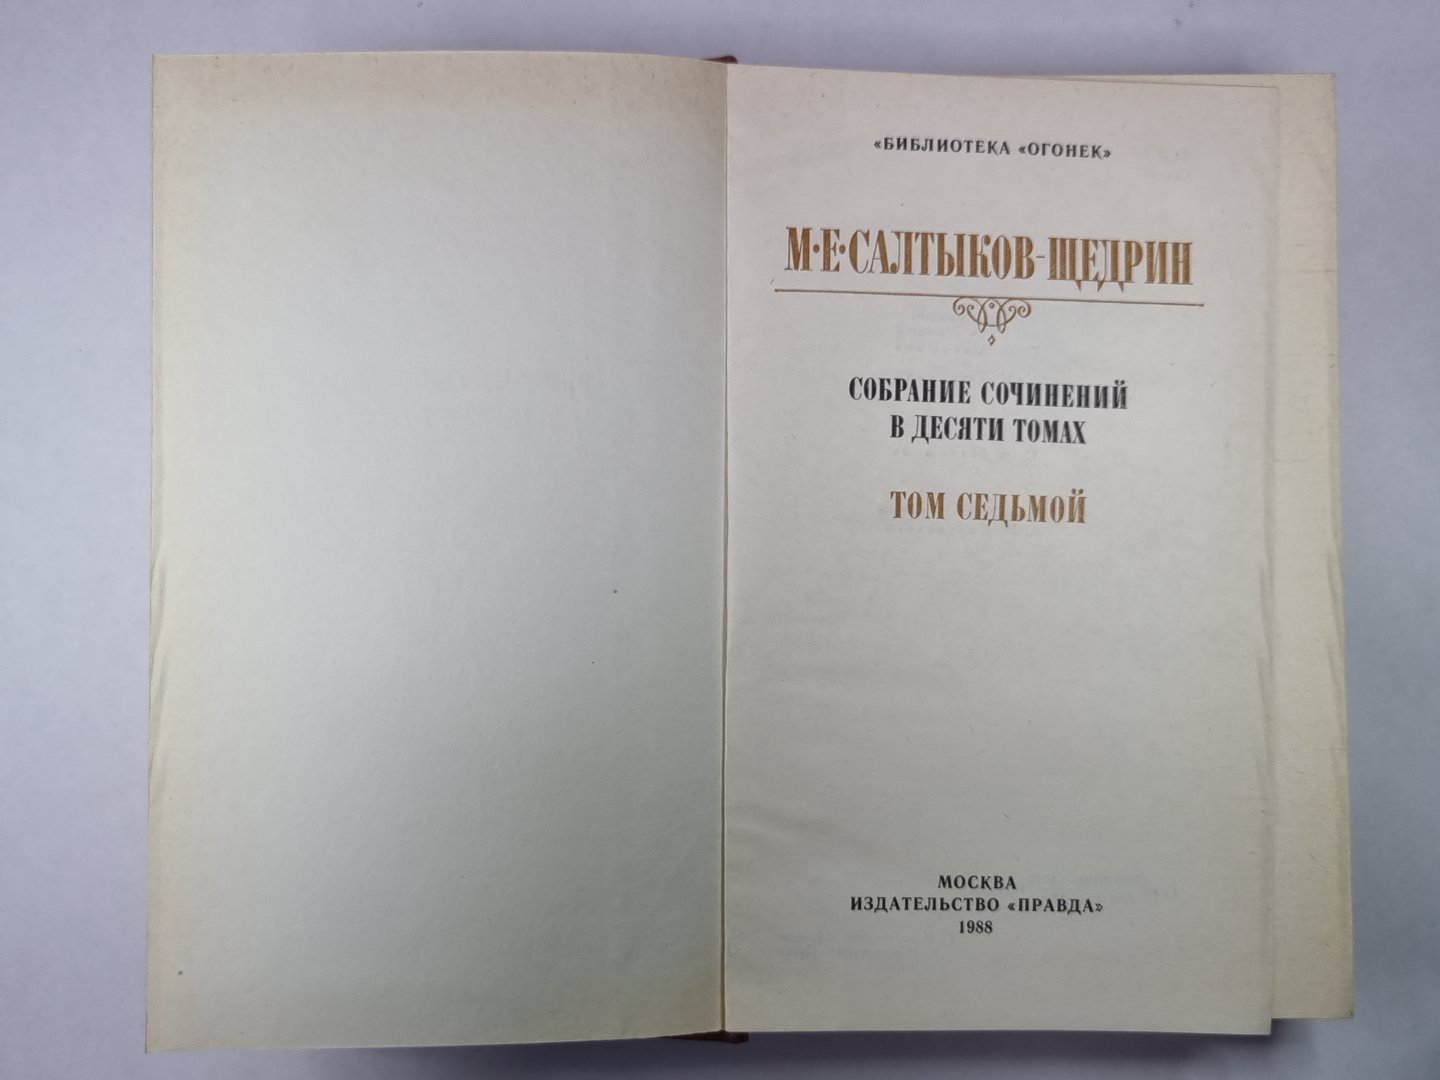 «БИБЛИОТЕКА «ОГОНЕК»
М·Е·САЛТЫКОВ-ЩЕДРИН
СОБРАНИЕ СОЧИНЕНИЙ
В ДЕСЯТИ ТОМАХ
ТОМ СЕДЬМОЙ
МОСКВА
ИЗДАТЕЛЬСТВО «ПРАВДА»
1988